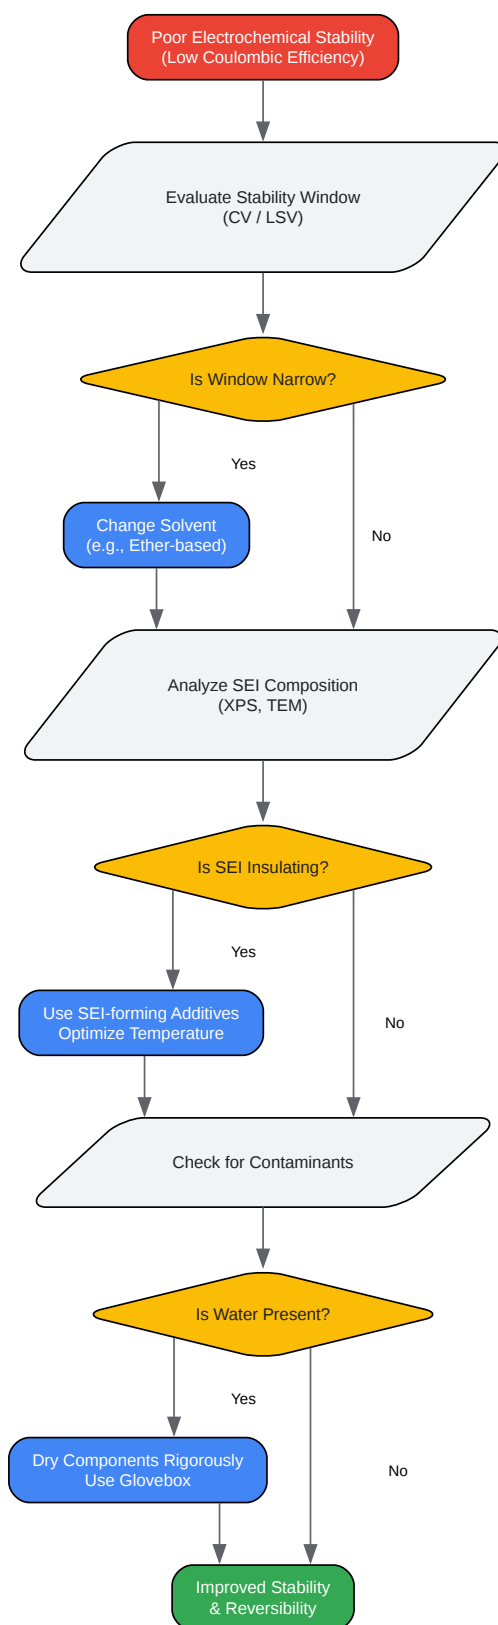 Poor Electrochemical Stability
(Low Coulombic Efficiency)
Evaluate Stability Window
(CV / LSV)
Is Window Narrow?
Yes
Change Solvent
(e.g., Ether-based)
No
Analyze SEI Composition
(XPS, TEM)
Is SEI Insulating?
Yes
Use SEI-forming Additives
Optimize Temperature
No
Check for Contaminants
Is Water Present?
Yes
Dry Components Rigorously
Use Glovebox
No
Improved Stability
& Reversibility